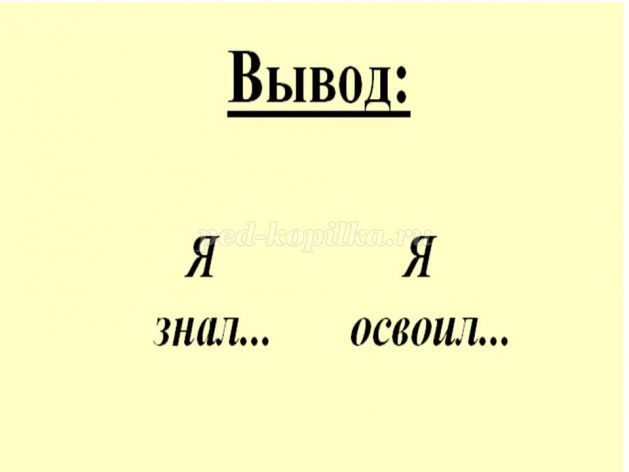 Вывод:
ped-kopilka.ru
Я Я
знал... освоил...